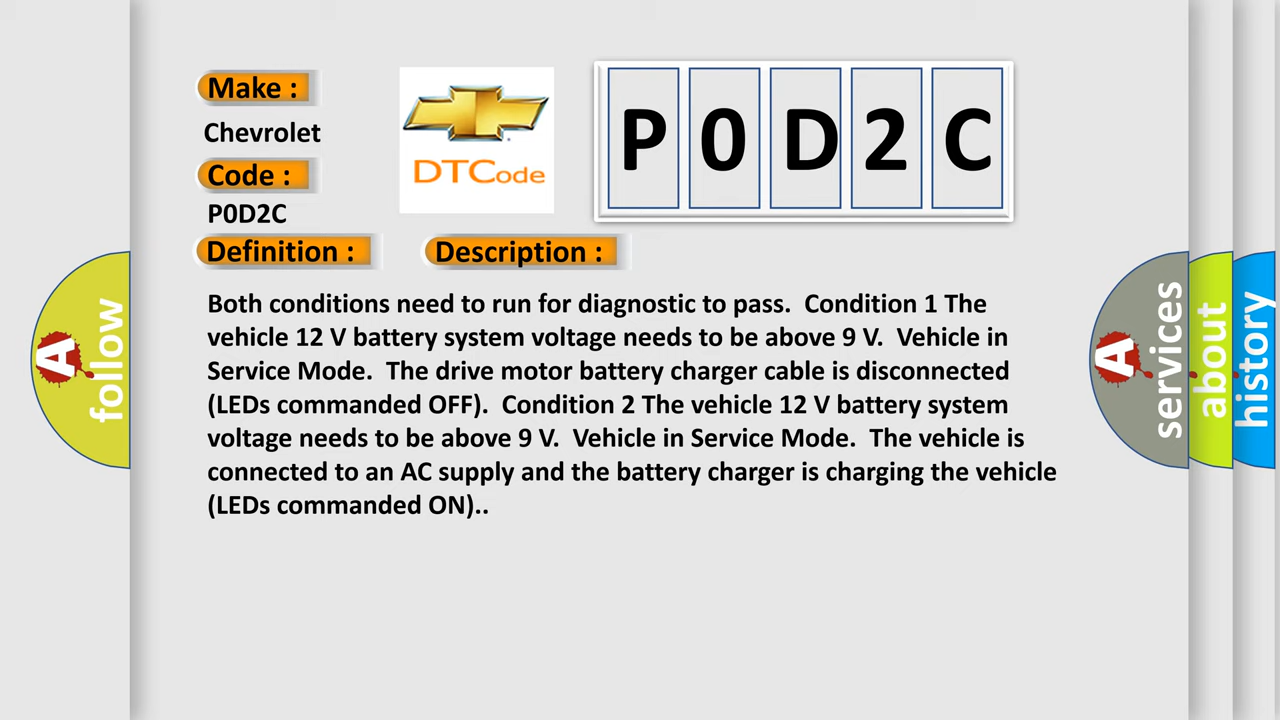 Make :
Chevrolet
Code :
P0D2C
DTCode
P0D2C
Definition :
Description :
Both conditions need to run for diagnostic to pass.  Condition 1 The
vehicle 12 V battery system voltage needs to be above 9 V.  Vehicle in
Service Mode.  The drive motor battery charger cable is disconnected
(LEDs commanded OFF).  Condition 2 The vehicle 12 V battery system
voltage needs to be above 9 V.  Vehicle in Service Mode.  The vehicle is
connected to an AC supply and the battery charger is charging the vehicle
(LEDs commanded ON)..
A follow
A services
about
history